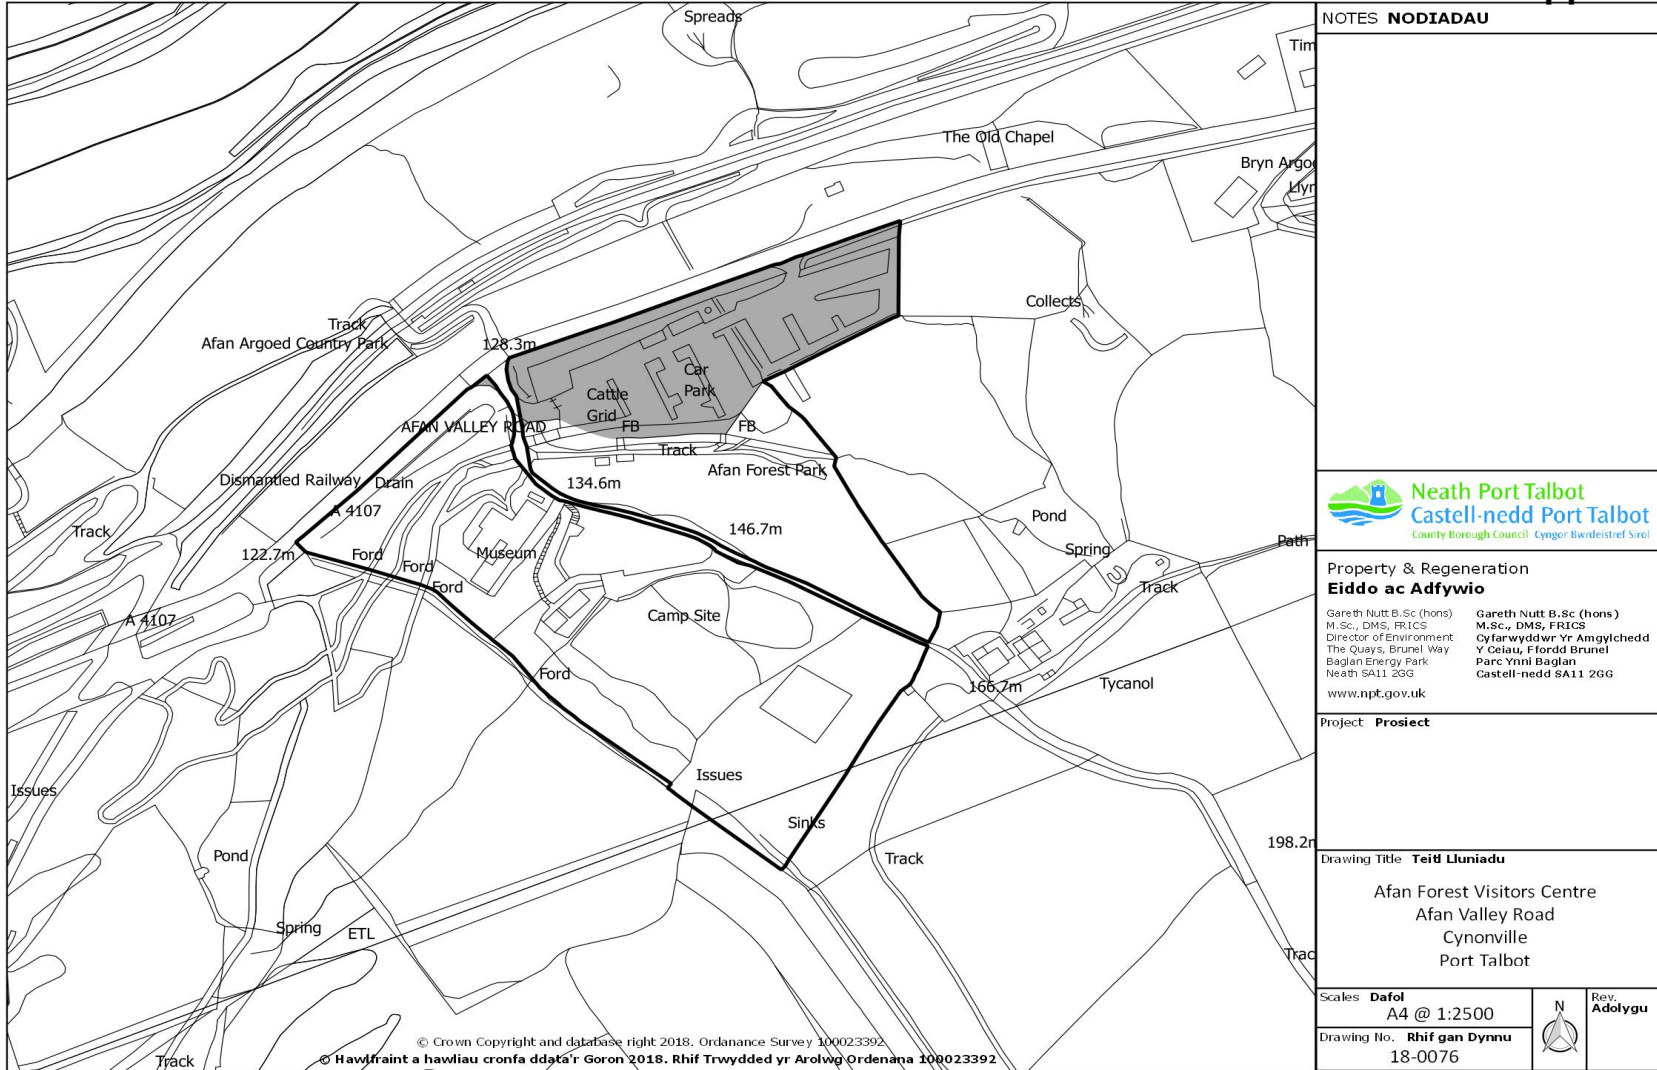 Spreads
Tim
The Old Chapel
Bryn Argoe
Llyn
Collects
Track
Afan Argoed Country Park
128.3m
Car
Park
Cattle
Grid
FB
FB
AFAN VALLEY ROAD
Track
Afan Forest Park
Dismantled Railway
Drain
134.6m
A 4107
146.7m
Pond
Track
Spring
Path
122.7m
Ford
Museum
Ford
Ford
Track
Camp Site
A 4107
Ford
166.7m
Tycanol
Issues
Issues
Sinks
198.2m
Pond
Track
Spring
ETL
Trac
Track
© Crown Copyright and database right 2018. Ordanance Survey 100023392
© Hawlfraint a hawliau cronfa ddata'r Goron 2018. Rhif Trwydded yr Arolwg Ordenana 100023392
NOTES NODIADAU
Neath Port Talbot
Castell-nedd Port Talbot
County Borough Council Cyngor Bwrdeistref Sirol
Property & Regeneration
Eiddo ac Adfywio
Gareth Nutt B.Sc (hons) Gareth Nutt B.Sc (hons)
M.Sc., DMS, FRICS M.Sc., DMS, FRICS
Director of Environment Cyfarwyddwr Yr Amgylchedd
The Quays, Brunel Way Y Ceiau, Ffordd Brunel
Baglan Energy Park Parc Ynni Baglan
Neath SA11 2GG Castell-nedd SA11 2GG
www.npt.gov.uk
Project Prosiect
Drawing Title Teitl Lluniadu
Afan Forest Visitors Centre
Afan Valley Road
Cynonville
Port Talbot
Scales Dafol
A4 @ 1:2500
N
Rev.
Adolygu
Drawing No. Rhif gan Dynnu
18-0076